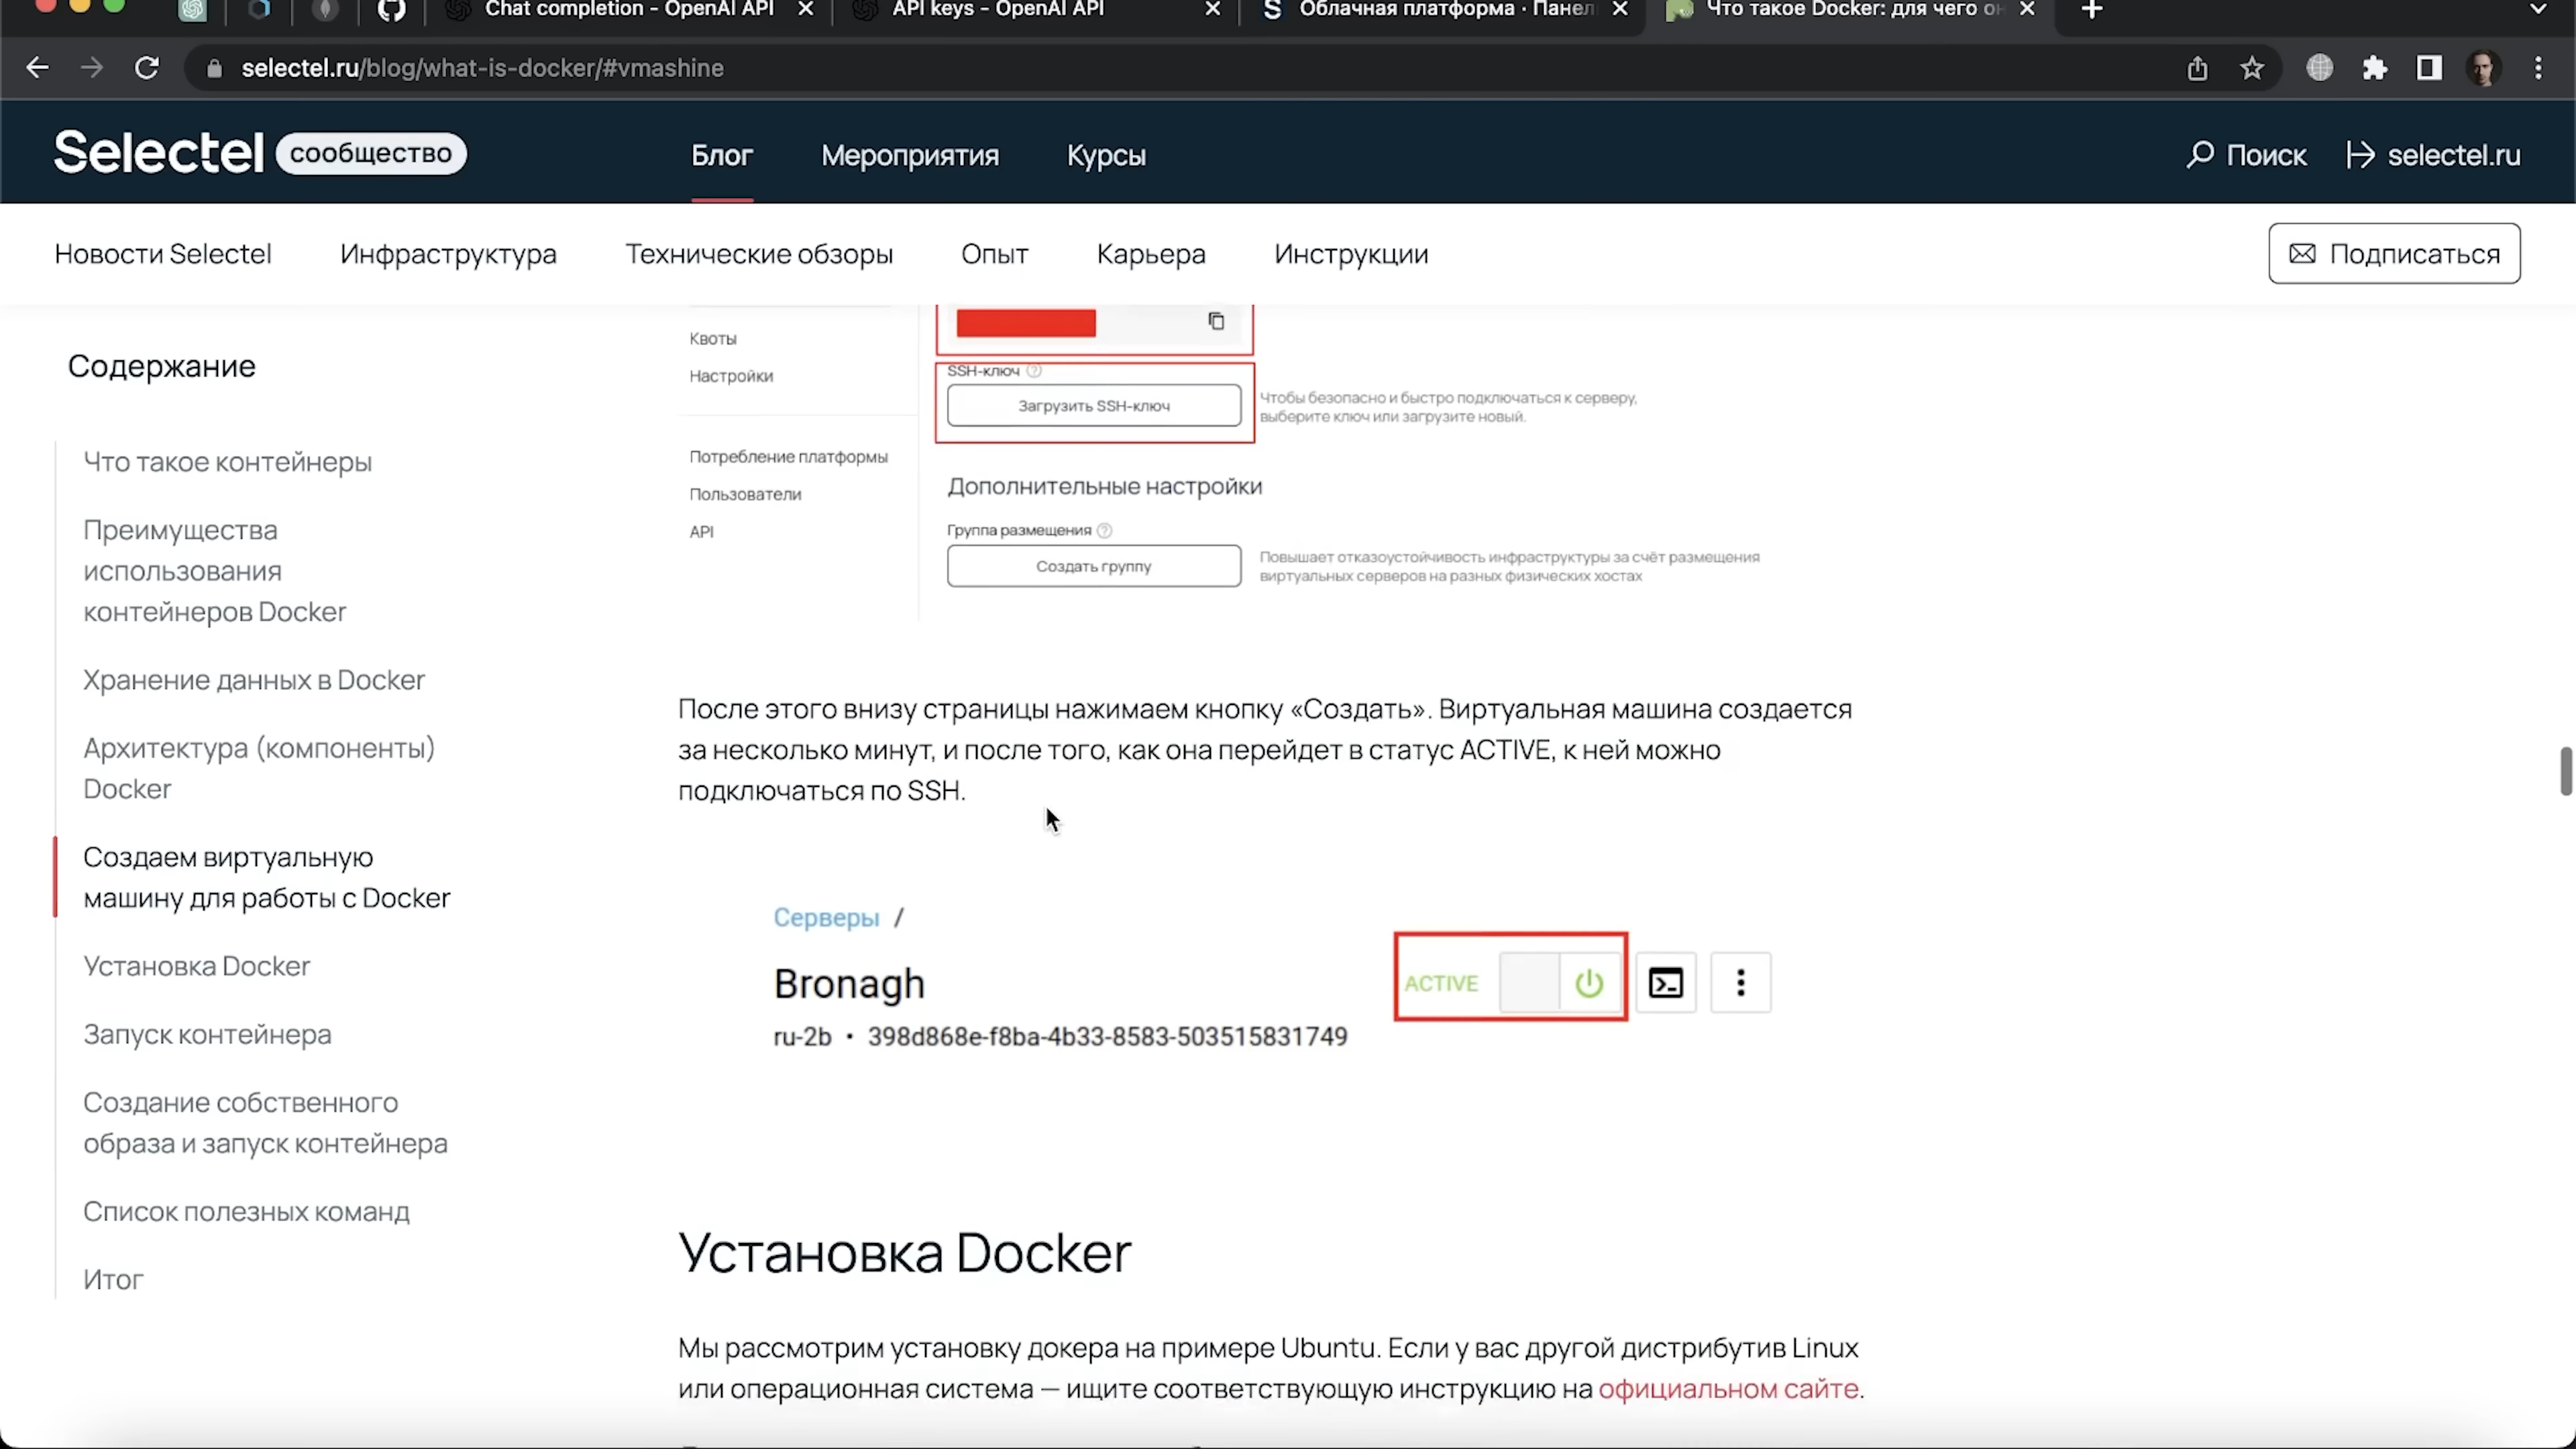 Chat completion - OpenAI API
API keys - OpenAI API
Облачная платформа · Панел
Что такое Docker: для чего он
selectel.ru/blog/what-is-docker/#vmashine
Selectel сообщество
Блог
Мероприятия
Курсы
Поиск
selectel.ru
Новости Selectel
Инфраструктура
Технические обзоры
Опыт
Карьера
Инструкции
Подписаться
Содержание
Что такое контейнеры
Преимущества
использования
контейнеров Docker
Хранение данных в Docker
Архитектура (компоненты)
Docker
Создаем виртуальную
машину для работы с Docker
Установка Docker
Запуск контейнера
Создание собственного
образа и запуск контейнера
Список полезных команд
Итог
Квоты
Настройки
Потребление платформы
Пользователи
API
SSH-ключ
Загрузить SSH-ключ
Чтобы безопасно и быстро подключаться к серверу,
выберите ключ или загрузите новый.
Дополнительные настройки
Группа размещения
Создать группу
Повышает отказоустойчивость инфраструктуры за счёт размещения
виртуальных серверов на разных физических хостах
После этого внизу страницы нажимаем кнопку «Создать». Виртуальная машина создается
за несколько минут, и после того, как она перейдет в статус ACTIVE, к ней можно
подключаться по SSH.
Серверы /
Bronagh
ACTIVE
ru-2b • 398d868e-f8ba-4b33-8583-503515831749
Установка Docker
Мы рассмотрим установку докера на примере Ubuntu. Если у вас другой дистрибутив Linux
или операционная система — ищите соответствующую инструкцию на официальном сайте.